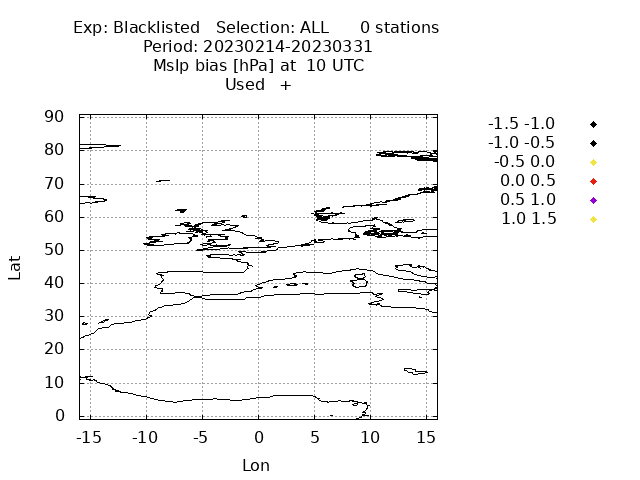 Exp: Blacklisted   Selection: ALL      0 stations
Period: 20230214-20230331
Mslp bias [hPa] at  10 UTC
Used   +
-1.5 -1.0
-1.0 -0.5
-0.5 0.0
0.0 0.5
0.5 1.0
1.0 1.5
90
80
70
60
50
40
30
20
10
0
Lat
-15 -10 -5 0 5 10 15
Lon